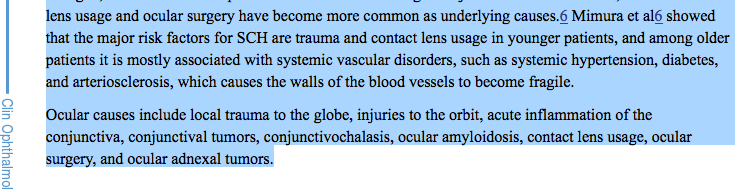 lens usage and ocular surgery have become more common as underlying causes.6 Mimura et al6 showed
that the major risk factors for SCH are trauma and contact lens usage in younger patients, and among older
patients it is mostly associated with systemic vascular disorders, such as systemic hypertension, diabetes,
and arteriosclerosis, which causes the walls of the blood vessels to become fragile.
Ocular causes include local trauma to the globe, injuries to the orbit, acute inflammation of the
conjunctiva, conjunctival tumors, conjunctivochalasis, ocular amyloidosis, contact lens usage, ocular
surgery, and ocular adnexal tumors.
Clin Ophthalmol